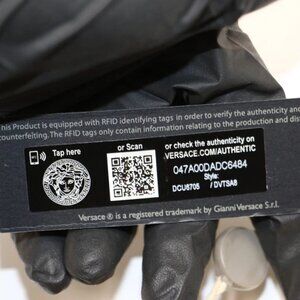 This Product is equipped with RFID identifying tags in order to verify the authenticity and
counterfeiting. The RFID tags only contain information relating to the production and dist
Tap here
or Scan
or check the authenticity on
.VERSACE.COM/AUTHENTIC
047A00DADC6484
Style:
DCU8705 / DVTSA8
Versace ® is a registered trademark by Gianni Versace S.r.l.